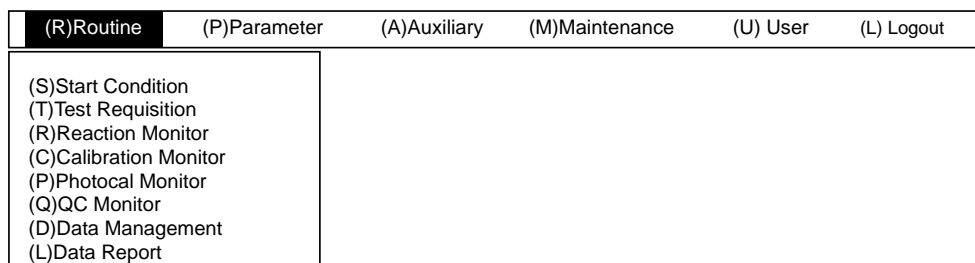 (R)Routine (P)Parameter (A)Auxiliary (M)Maintenance (U) User (L) Logout
(S)Start Condition
(T)Test Requisition
(R)Reaction Monitor
(C)Calibration Monitor
(P)Photocal Monitor
(Q)QC Monitor
(D)Data Management
(L)Data Report